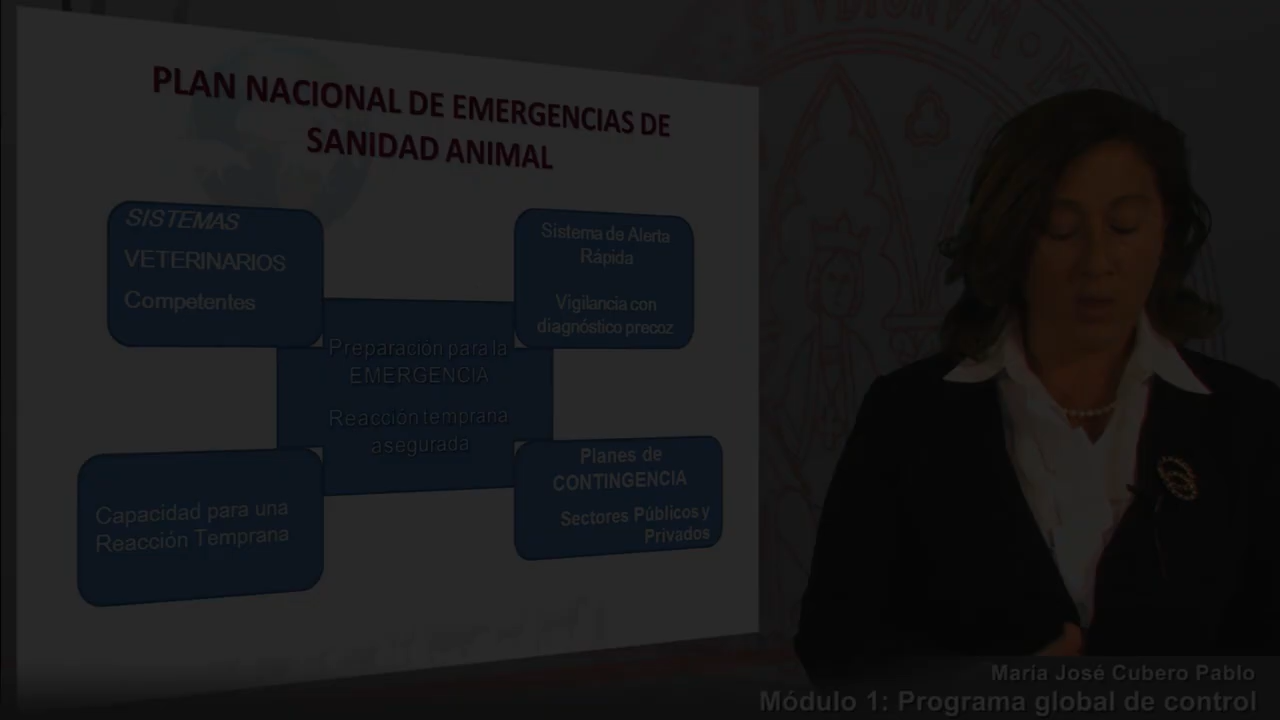 PLAN NACIONAL DE EMERGENCIAS DE
SANIDAD ANIMAL
SISTEMAS
VETERINARIOS
Competentes
Sistema de Alerta
Rápida
Vigilancia con
diagnóstico precoz
Preparación para la
EMERGENCIA
Reacción temprana
asegurada
Capacidad para una
Reacción Temprana
Planes de
CONTINGENCIA
Sectores Públicos y
Privados
María José Cubero Pablo
Módulo 1: Programa global de control